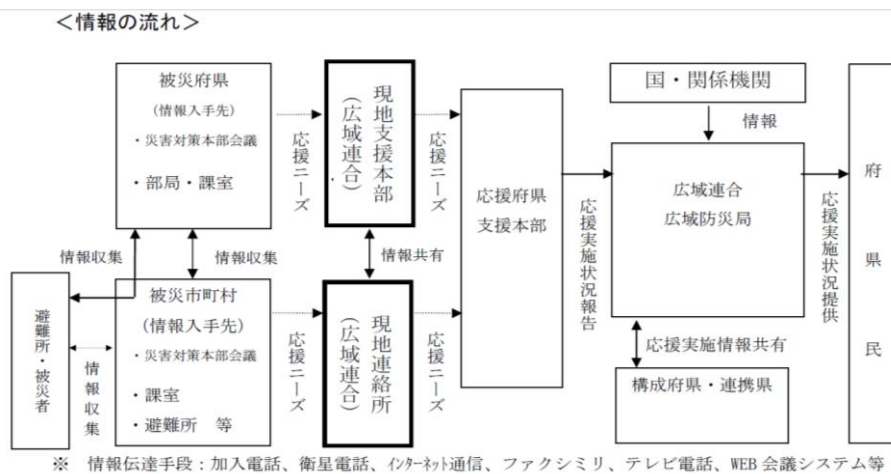 <情報の流れ>
被災府県
(情報入手先)
・災害対策本部会議
・部局・課室
応援ニーズ
現地支援本部
(広域連合)
応援ニーズ
応援府県
支援本部
国・関係機関
情報
広域連合
広域防災局
応援実施状況報告
応援実施状況提供
府県民
情報収集
情報収集
情報共有
避難所・被災者
情報収集
被災市町村
(情報入手先)
・災害対策本部会議
・課室
・避難所 等
応援ニーズ
現地連絡所
(広域連合)
応援ニーズ
応援実施情報共有
構成府県・連携県
※ 情報伝達手段:加入電話、衛星電話、インターネット通信、ファクシミリ、テレビ電話、WEB会議システム等